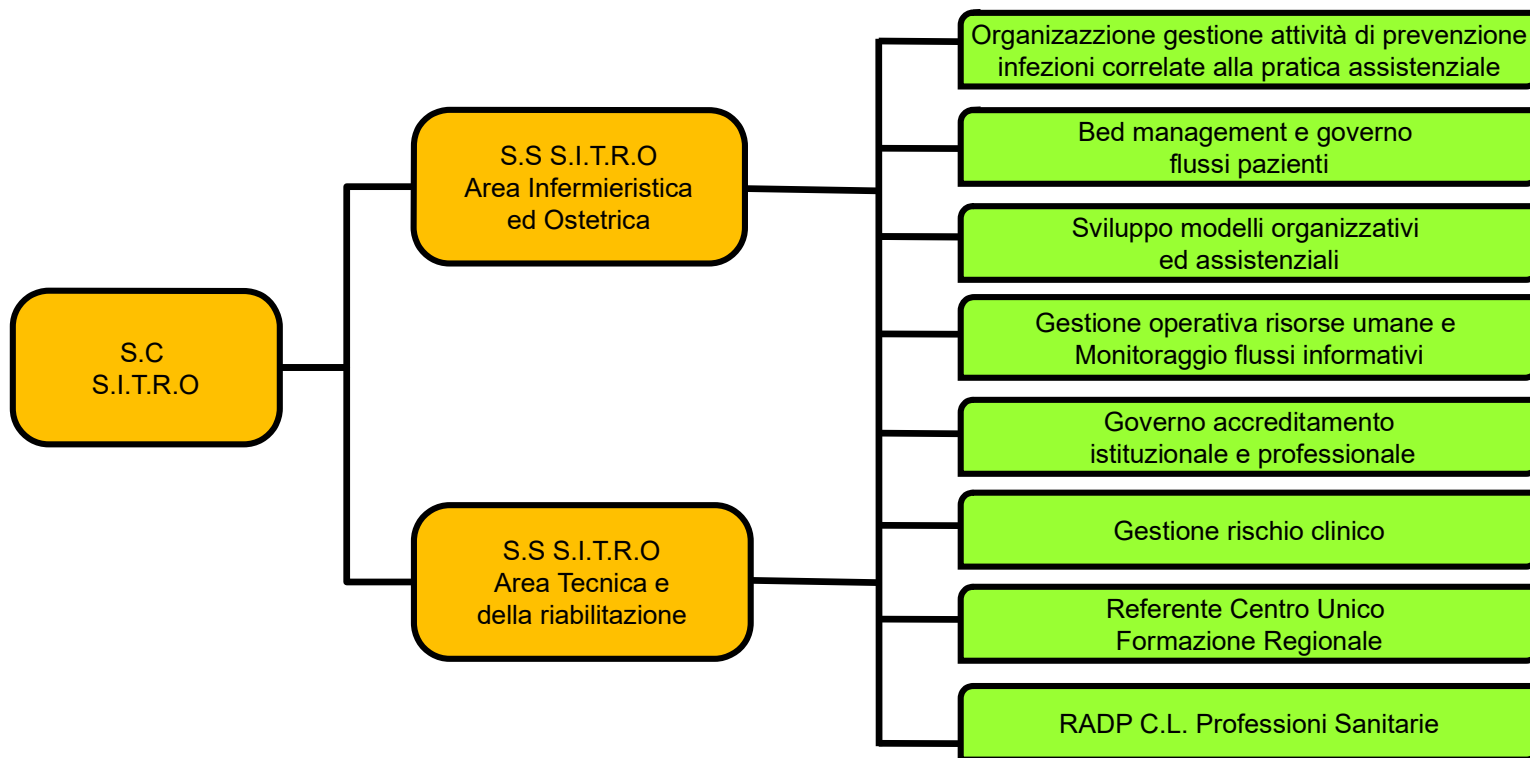 S.C
S.I.T.R.O
S.S S.I.T.R.O
Area Infermieristica
ed Ostetrica
S.S S.I.T.R.O
Area Tecnica e
della riabilitazione
Organizazzione gestione attività di prevenzione
infezioni correlate alla pratica assistenziale
Bed management e governo
flussi pazienti
Sviluppo modelli organizzativi
ed assistenziali
Gestione operativa risorse umane e
Monitoraggio flussi informativi
Governo accreditamento
istituzionale e professionale
Gestione rischio clinico
Referente Centro Unico
Formazione Regionale
RADP C.L. Professioni Sanitarie